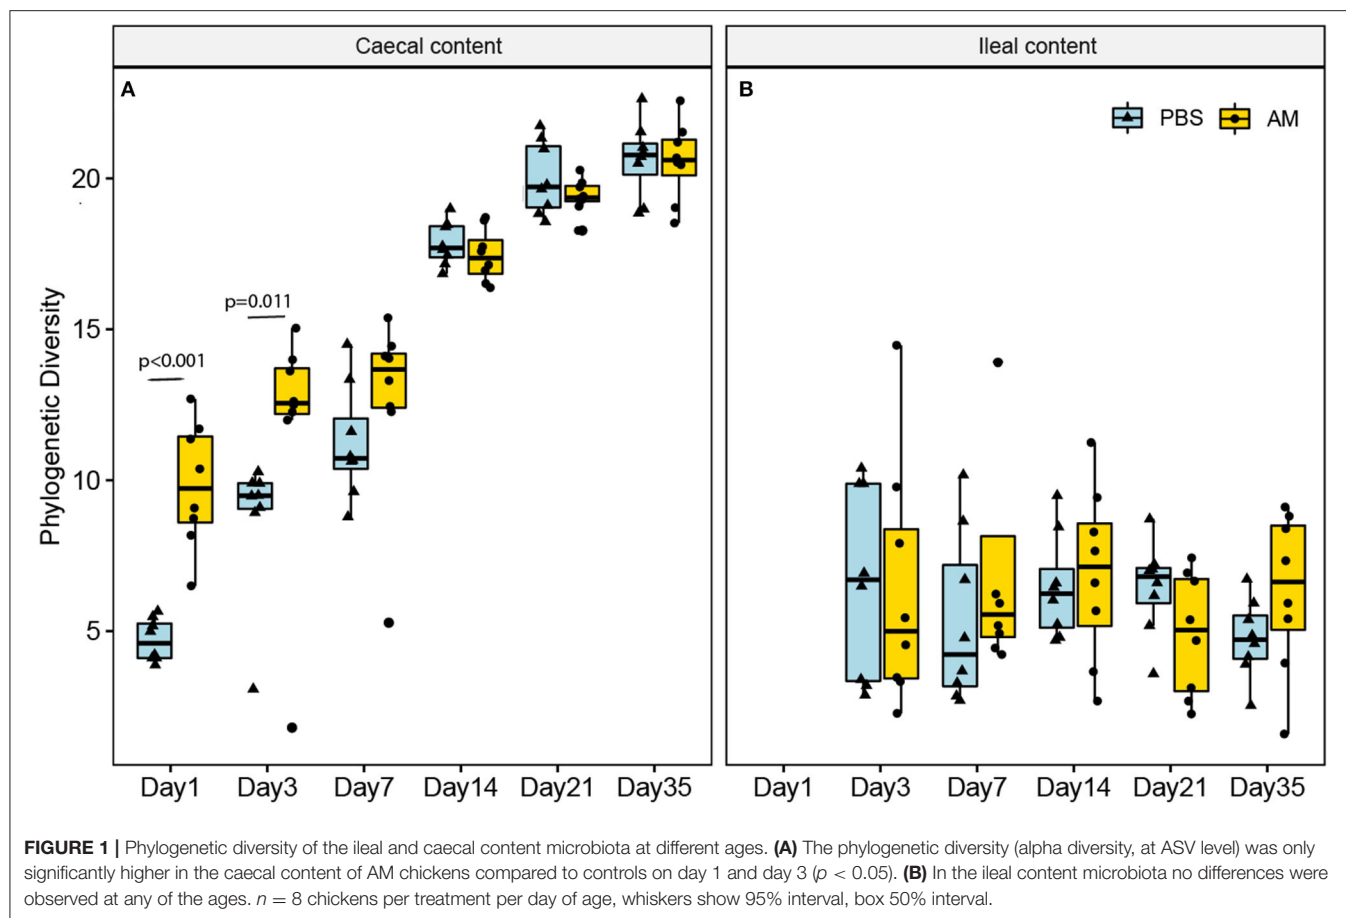 Caecal content
Ileal content
A
B
PBS
AM
Phylogenetic Diversity
20
15
10
5
p<0.001
p=0.011
Day1 Day3 Day7 Day14 Day21 Day35
Day1 Day3 Day7 Day14 Day21 Day35
FIGURE 1 | Phylogenetic diversity of the ileal and caecal content microbiota at different ages. (A) The phylogenetic diversity (alpha diversity, at ASV level) was only
significantly higher in the caecal content of AM chickens compared to controls on day 1 and day 3 (p < 0.05). (B) In the ileal content microbiota no differences were
observed at any of the ages. n = 8 chickens per treatment per day of age, whiskers show 95% interval, box 50% interval.